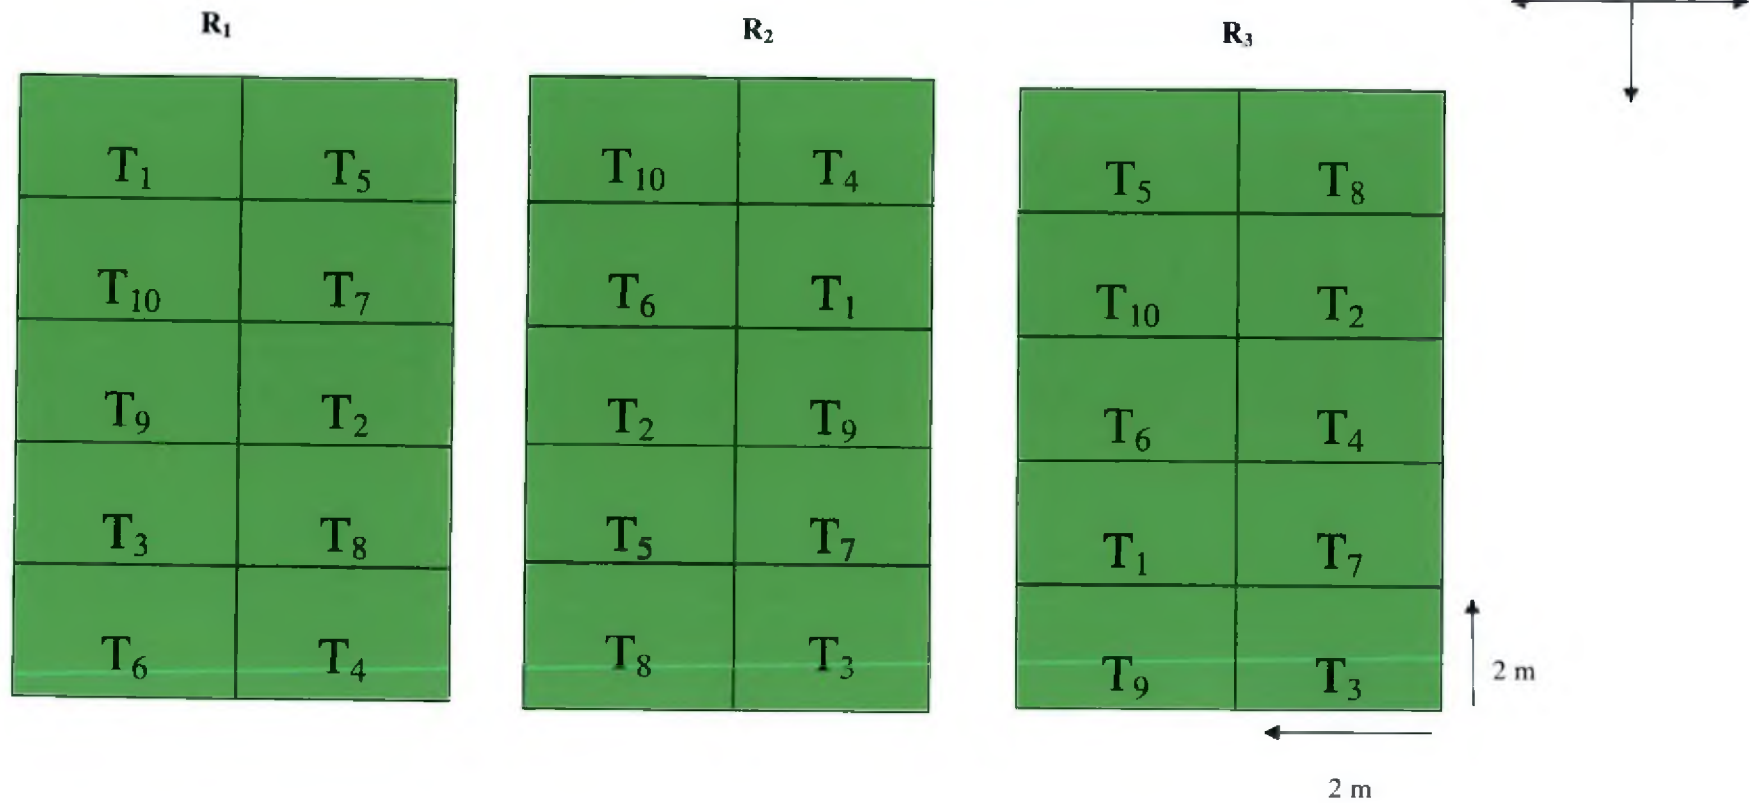 R₁ R₂ R₃
T₁ T₅ T₁₀ T₄ T₅ T₈
T₁₀ T₇ T₆ T₁ T₁₀ T₂
T₉ T₂ T₂ T₉ T₆ T₄
T₃ T₈ T₅ T₇ T₁ T₇
T₆ T₄ T₈ T₃ T₉ T₃
2 m
2 m